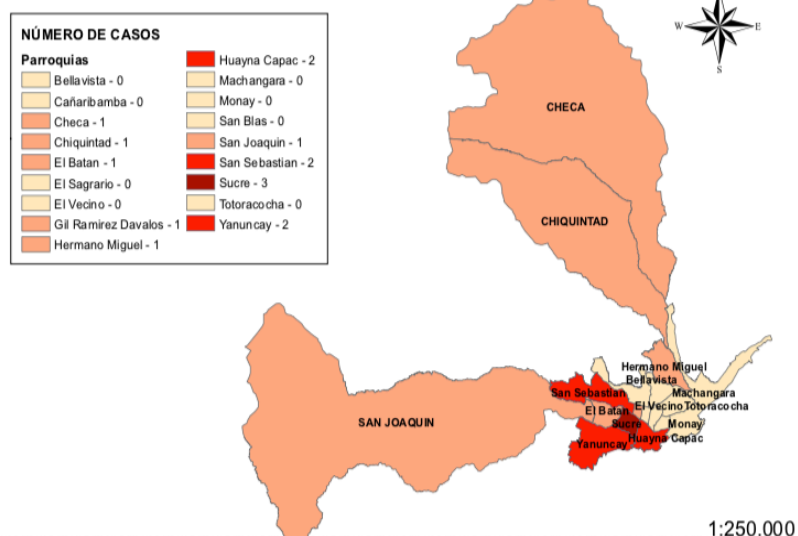 NÚMERO DE CASOS
Parroquias
Bellavista - 0
Cañaribamba - 0
Checa - 1
Chiquintad - 1
El Batan - 1
El Sagrario - 0
El Vecino - 0
Gil Ramirez Davalos - 1
Hermano Miguel - 1
Huayna Capac - 2
Machangara - 0
Monay - 0
San Blas - 0
San Joaquin - 1
San Sebastian - 2
Sucre - 3
Totoracocha - 0
Yanuncay - 2
W E
S
CHECA
CHIQUINTAD
Hermano Miguel
Bellavista
San Sebastian
Machangara
El Batan
El Vecino
Totoracocha
SAN JOAQUIN
Sucre
Monay
Yanuncay
Huayna Capac
1:250.000